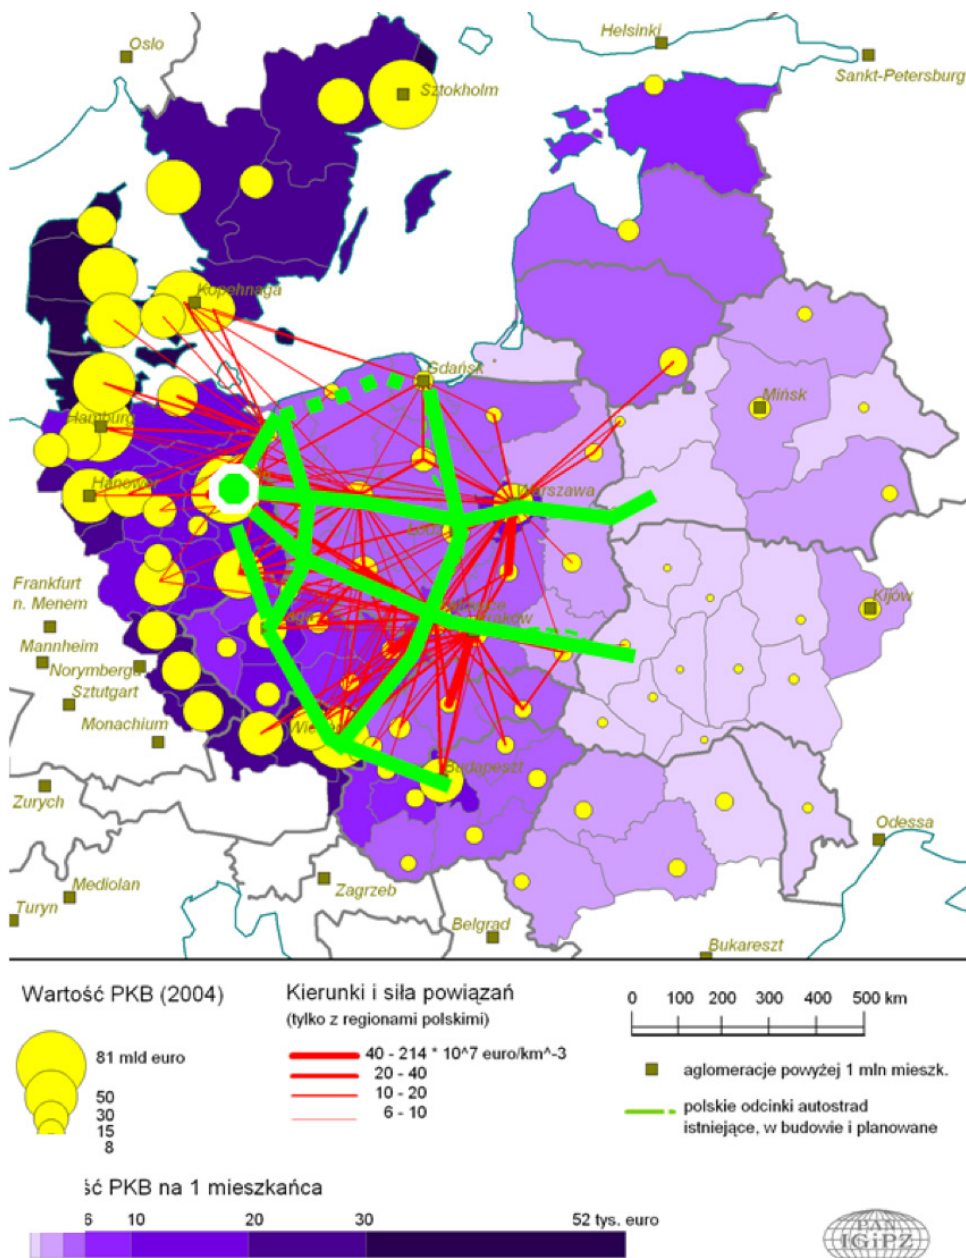 Oslo
Helsinki
Sankt-Petersburg
Sztokholm
Kopehnaga
Gdańsk
Mińsk
Hamburg
Hanower
Warszawa
Kijów
Frankfurt
n. Menem
Mannheim
Norymberga
Sztutgart
Monachium
Budapeszt
Zurych
Odessa
Mediolan
Zagrzeb
Turyn
Belgrad
Bukareszt
Wartość PKB (2004)
81 mld euro
50
30
15
8
Kierunki i siła powiązań
(tylko z regionami polskimi)
40 - 214 * 10^7 euro/km^-3
20 - 40
10 - 20
6 - 10
0 100 200 300 400 500 km
aglomeracje powyżej 1 mln mieszk.
polskie odcinki autostrad
istniejące, w budowie i planowane
ść PKB na 1 mieszkańca
6 10 20 30 52 tys. euro
PAN
IGiPZ